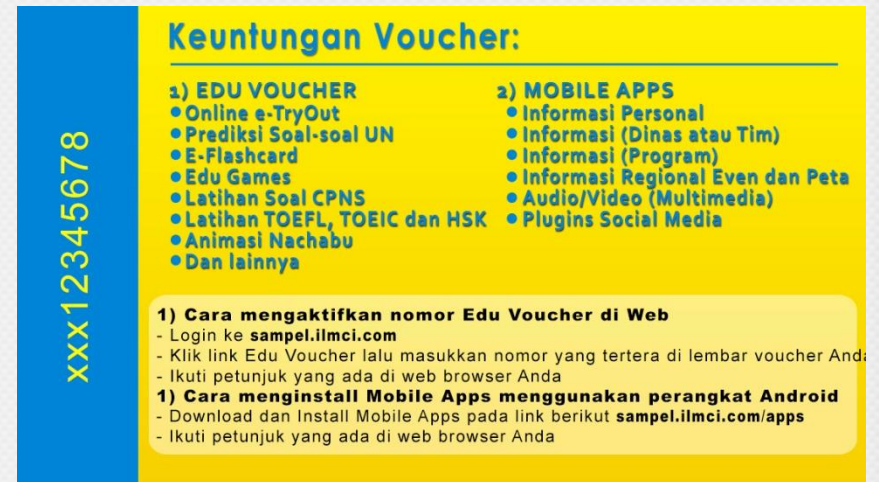 xxx12345678
Keuntungan Voucher:
1) EDU VOUCHER
•Online e-TryOut
•Prediksi Soal-soal UN
•E-Flashcard
•Edu Games
•Latihan Soal CPNS
•Latihan TOEFL, TOEIC dan HSK
•Animasi Nachabu
•Dan lainnya
2) MOBILE APPS
•Informasi Personal
•Informasi (Dinas atau Tim)
•Informasi (Program)
•Informasi Regional Even dan Peta
•Audio/Video (Multimedia)
•Plugins Social Media
1) Cara mengaktifkan nomor Edu Voucher di Web
- Login ke sampel.ilmci.com
- Klik link Edu Voucher lalu masukkan nomor yang tertera di lembar voucher Anda
- Ikuti petunjuk yang ada di web browser Anda
1) Cara menginstall Mobile Apps menggunakan perangkat Android
- Download dan Install Mobile Apps pada link berikut sampel.ilmci.com/apps
- Ikuti petunjuk yang ada di web browser Anda